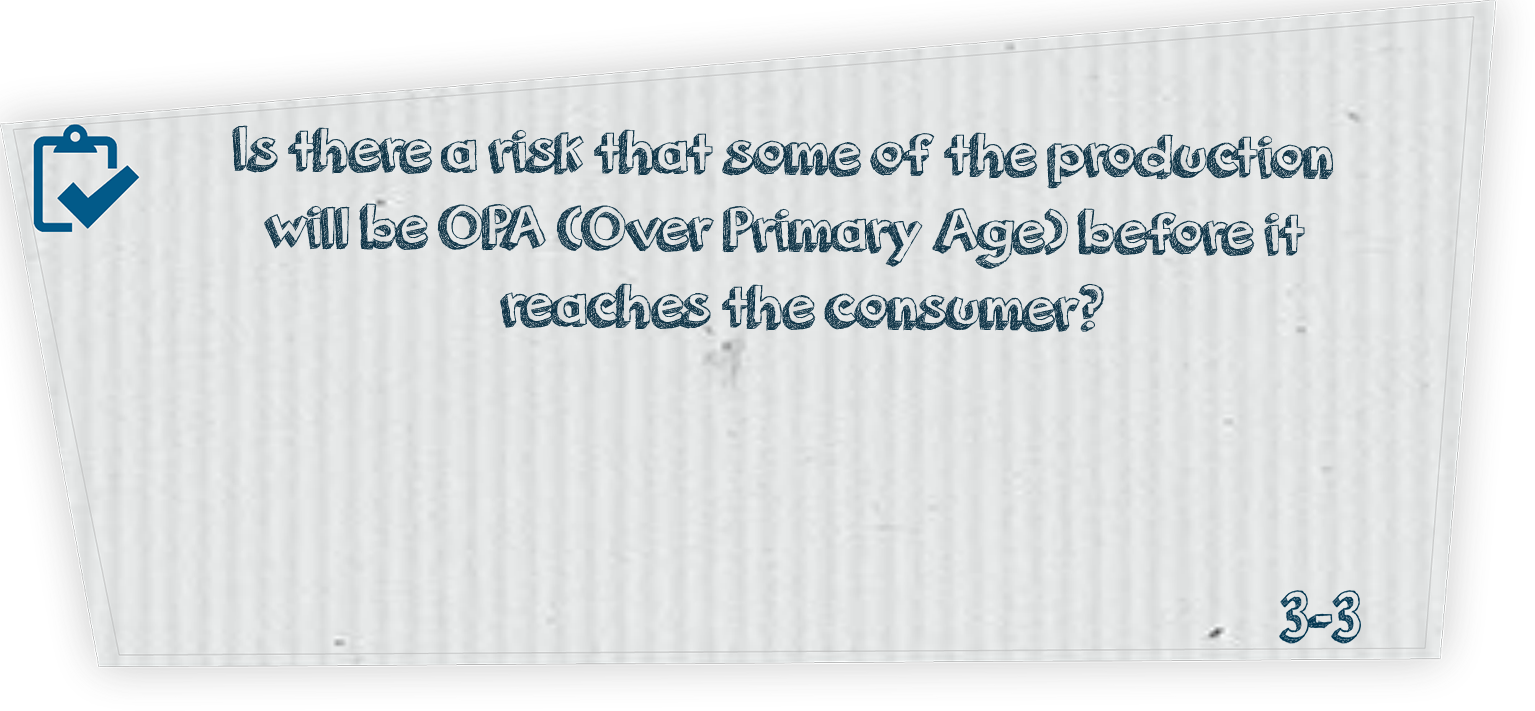 Is there a risk that some of the production
will be OPA (Over Primary Age) before it
reaches the consumer?
3-3